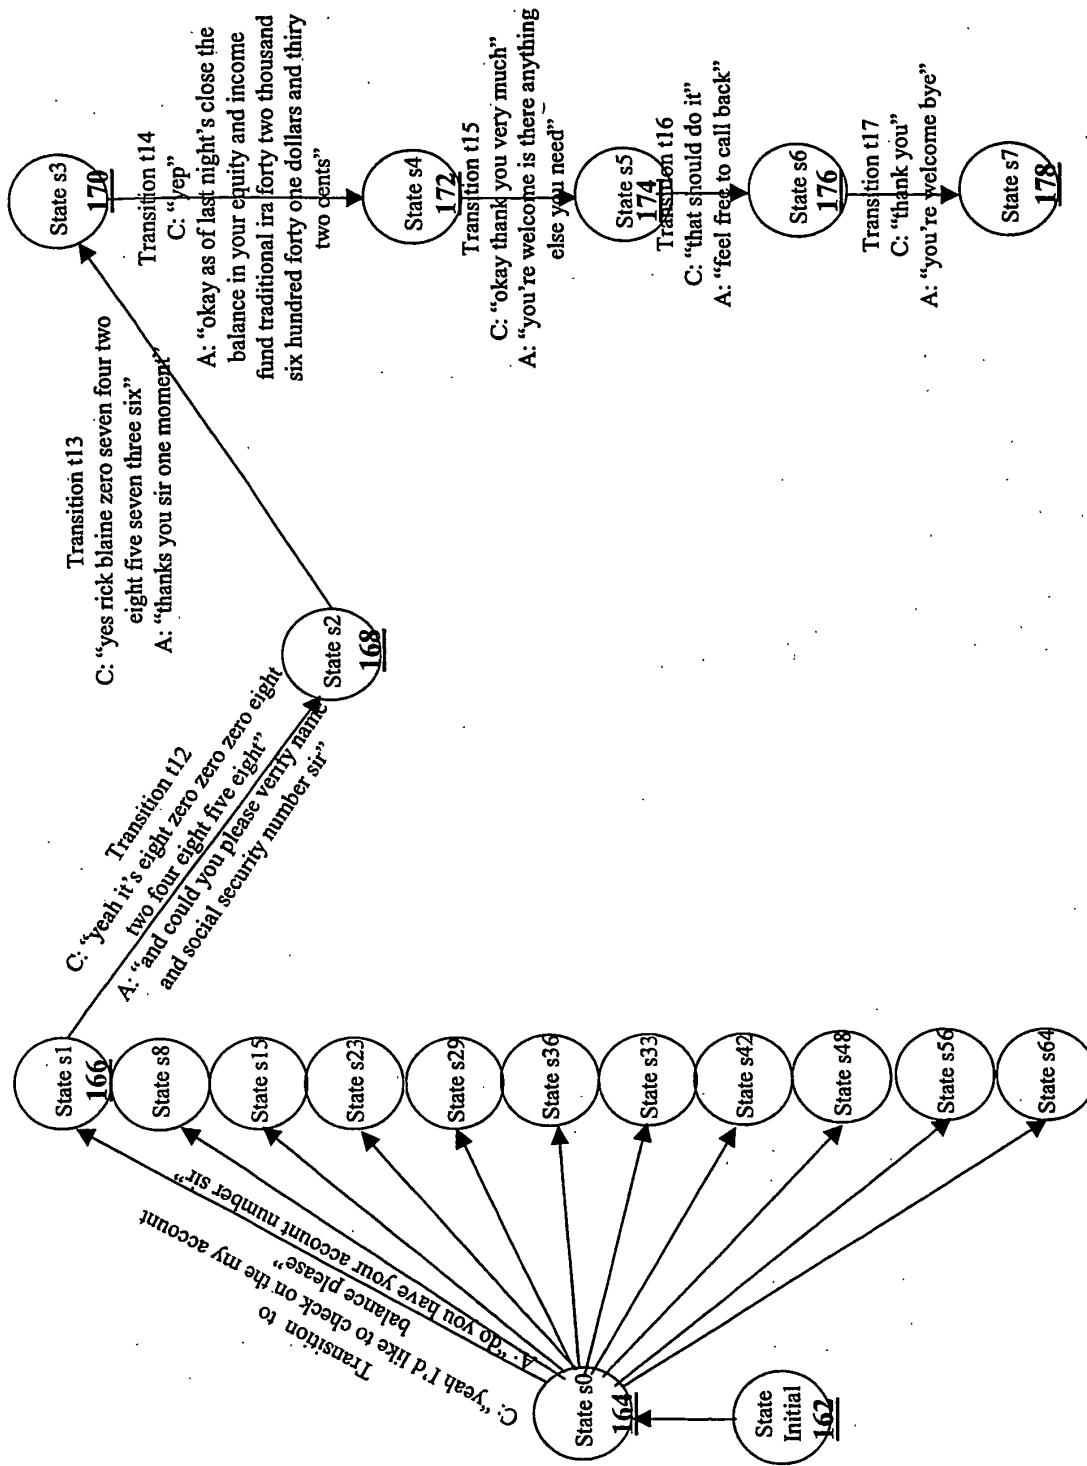 State
Initial
162
State s0
164
Transition to
C: “yeah I'd like to check on the my account
balance please”
A: “do you have your account number sir”
State s1
166
State s8
State s15
State s23
State s29
State s36
State s33
State s42
State s48
State s56
State s64
Transition t12
C: “yeah it's eight zero zero zero eight
two four eight five eight”
A: “and could you please verify name
and social security number sir”
State s2
168
Transition t13
C: “yes rick blaine zero seven four two
eight five seven three six”
A: “thanks you sir one moment”
State s3
170
Transition t14
C: “yep”
A: “okay as of last night's close the
balance in your equity and income
fund traditional ira forty two thousand
six hundred forty one dollars and thiry
two cents”
State s4
172
Transition t15
C: “okay thank you very much”
A: “you're welcome is there anything
else you need”
State s5
174
Transition t16
C: “that should do it”
A: “feel free to call back”
State s6
176
Transition t17
C: “thank you”
A: “you're welcome bye”
State s7
178